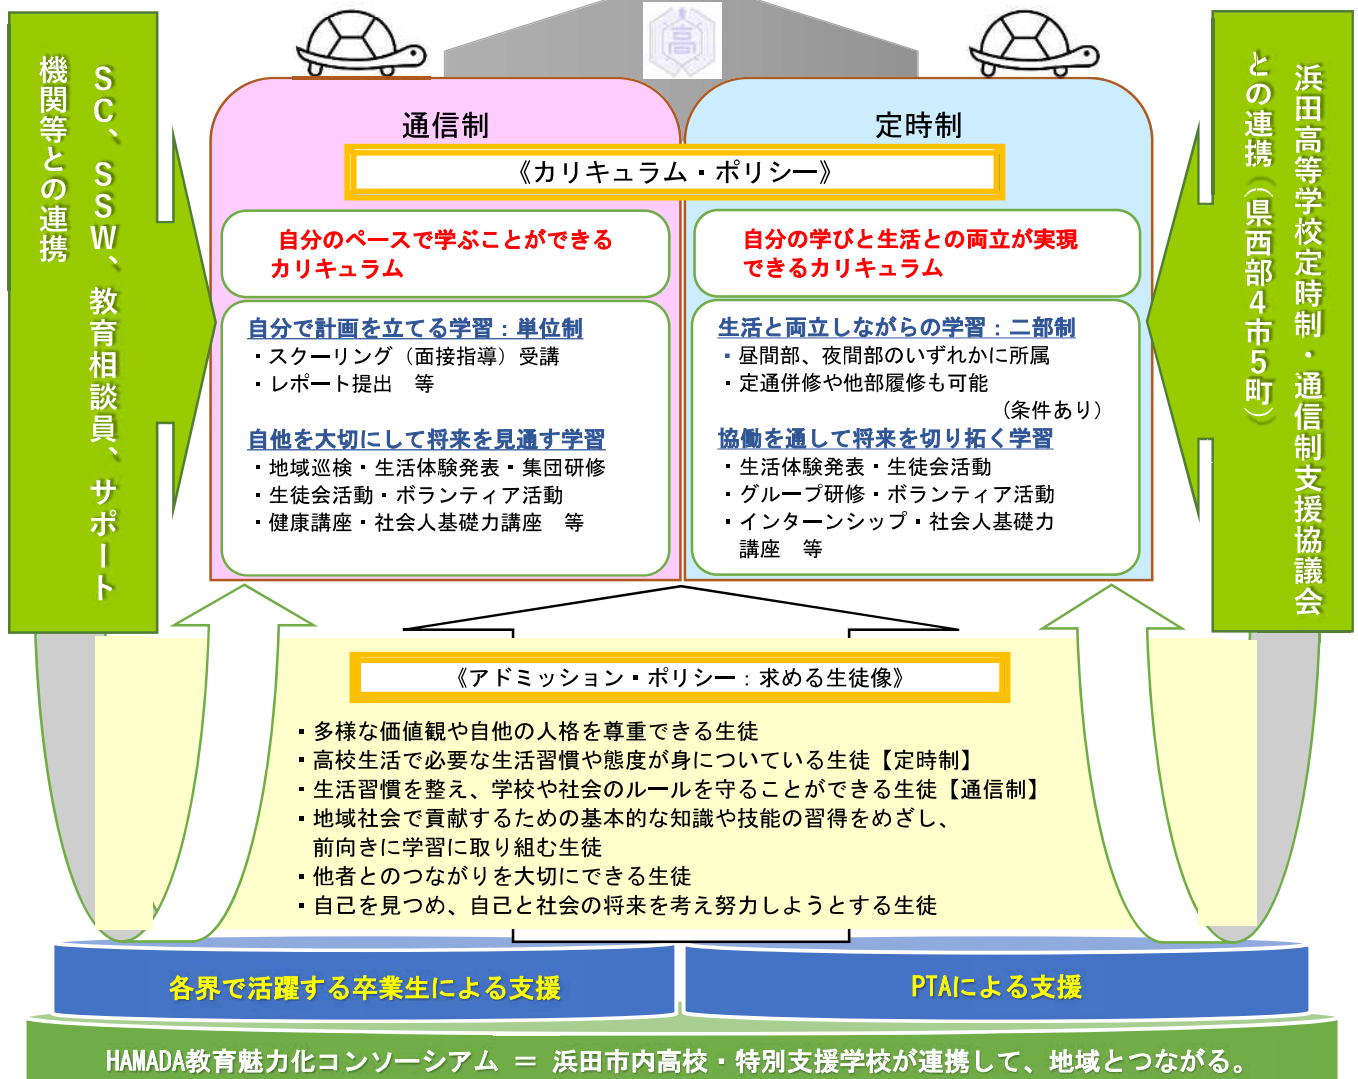 高
SC、SSW、教育相談員、サポート
機関等との連携
通信制
定時制
《カリキュラム・ポリシー》
自分のペースで学ぶことができる
カリキュラム
自分で計画を立てる学習：単位制
・スクーリング（面接指導）受講
・レポート提出　等
自他を大切にして将来を見通す学習
・地域巡検・生活体験発表・集団研修
・生徒会活動・ボランティア活動
・健康講座・社会人基礎力講座　等
自分の学びと生活との両立が実現
できるカリキュラム
生活と両立しながらの学習：二部制
・昼間部、夜間部のいずれかに所属
・定通併修や他部履修も可能
（条件あり）
協働を通して将来を切り拓く学習
・生活体験発表・生徒会活動
・グループ研修・ボランティア活動
・インターンシップ・社会人基礎力
講座　等
浜田高等学校定時制・通信制支援協議会
との連携（（県西部４市５町）
《アドミッション・ポリシー：求める生徒像》
・多様な価値観や自他の人格を尊重できる生徒
・高校生活で必要な生活習慣や態度が身についている生徒【定時制】
・生活習慣を整え、学校や社会のルールを守ることができる生徒【通信制】
・地域社会で貢献するための基本的な知識や技能の習得をめざし、
前向きに学習に取り組む生徒
・他者とのつながりを大切にできる生徒
・自己を見つめ、自己と社会の将来を考え努力しようとする生徒
各界で活躍する卒業生による支援
PTAによる支援
HAMADA教育魅力化コンソーシアム ＝ 浜田市内高校・特別支援学校が連携して、地域とつながる。